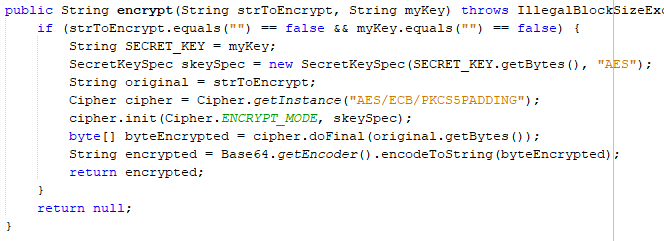 public String encrypt(String strToEncrypt, String myKey) throws IllegalBlockSizeExc
if (strToEncrypt.equals("") == false && myKey.equals("") == false) {
String SECRET_KEY = myKey;
SecretKeySpec skeySpec = new SecretKeySpec(SECRET_KEY.getBytes(), "AES");
String original = strToEncrypt;
Cipher cipher = Cipher.getInstance("AES/ECB/PKCS5PADDING");
cipher.init(Cipher.ENCRYPT_MODE, skeySpec);
byte[] byteEncrypted = cipher.doFinal(original.getBytes());
String encrypted = Base64.getEncoder().encodeToString(byteEncrypted);
return encrypted;
}
return null;
}